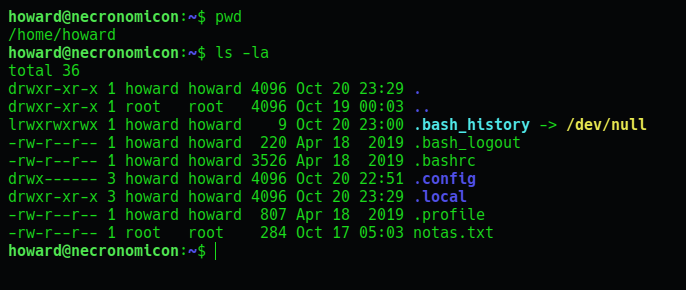 howard@necronomicon:~$ pwd
/home/howard
howard@necronomicon:~$ ls -la
total 36
drwxr-xr-x 1 howard howard 4096 Oct 20 23:29 .
drwxr-xr-x 1 root   root   4096 Oct 19 00:03 ..
lrwxrwxrwx 1 howard howard    9 Oct 20 23:00 .bash_history -> /dev/null
-rw-r--r-- 1 howard howard  220 Apr 18  2019 .bash_logout
-rw-r--r-- 1 howard howard 3526 Apr 18  2019 .bashrc
drwx------ 3 howard howard 4096 Oct 20 22:51 .config
drwxr-xr-x 3 howard howard 4096 Oct 20 23:29 .local
-rw-r--r-- 1 howard howard  807 Apr 18  2019 .profile
-rw-r--r-- 1 root   root    284 Oct 17 05:03 notas.txt
howard@necronomicon:~$